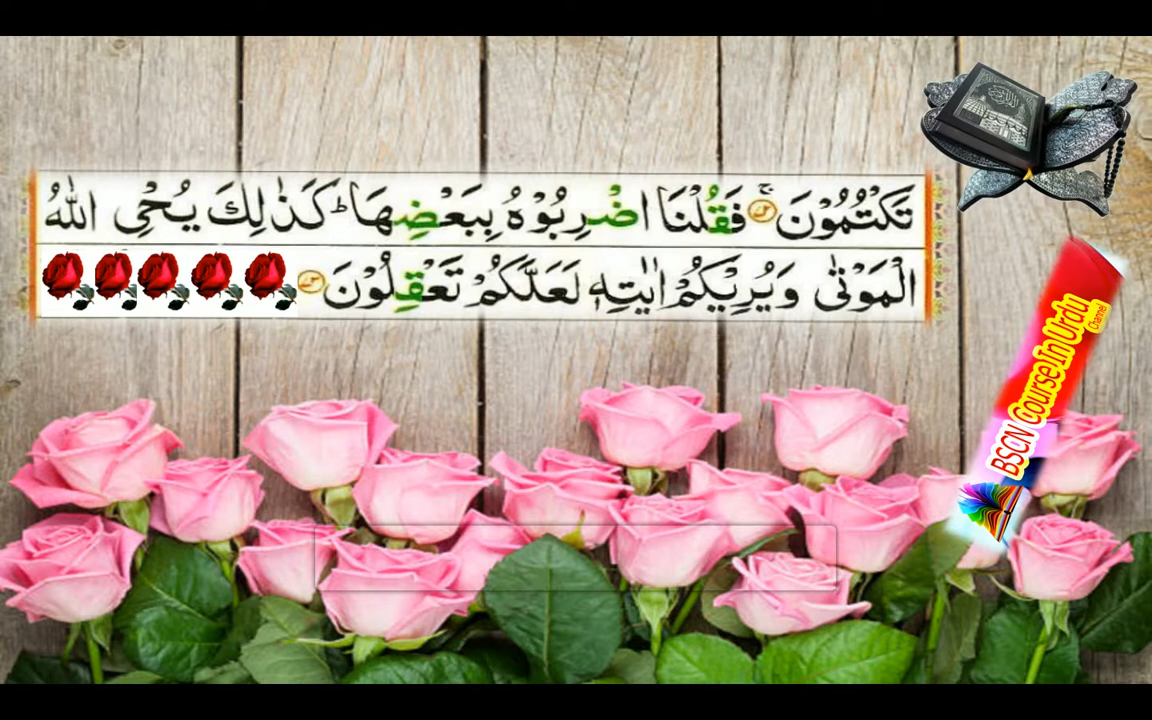 تَكْتُمُوْنَ ۚ فَقُلْنَا اضْرِبُوْهُ بِبَعْضِهَا ؕ كَذٰلِكَ يُحْىِ اللّٰهُ
الْمَوْتٰى وَيُرِيْكُمْ اٰيٰتِهٖ لَعَلَّكُمْ تَعْقِلُوْنَ
BSCN Course In Urdu
Channel